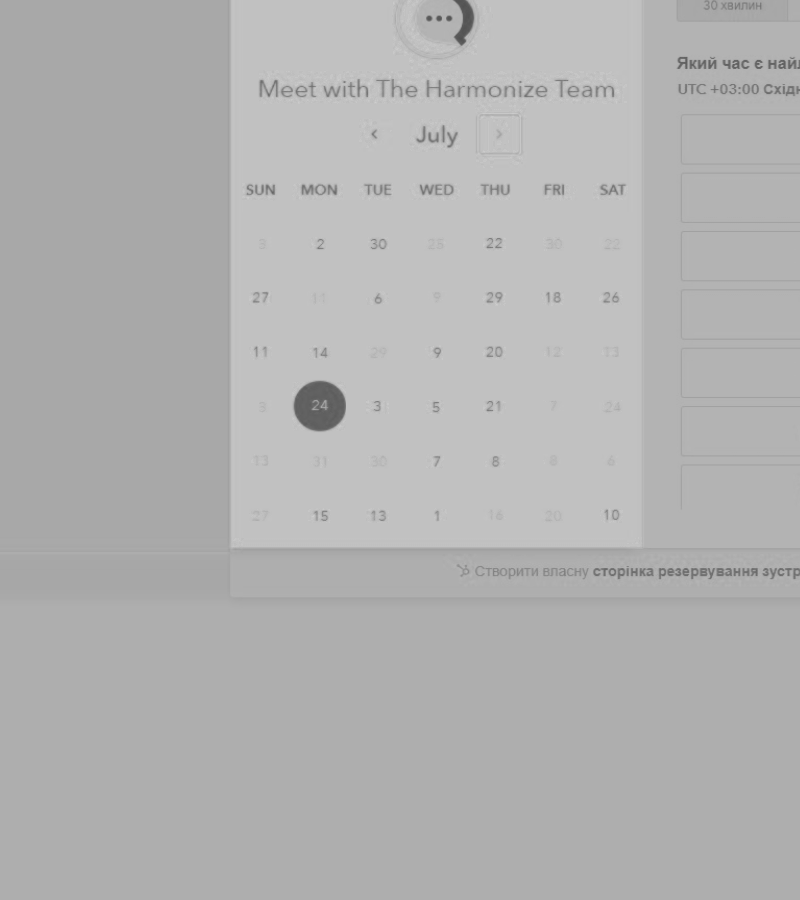 30 хвилин
Meet with The Harmonize Team
July
SUN MON TUE WED THU FRI SAT
3 2 30 25 22 30 22
27 11 6 9 29 18 26
11 14 29 9 20 12 13
3 24 3 5 21 7 24
13 31 30 7 8 8 6
27 15 13 1 16 20 10
Який час є най
UTC +03:00 Східн
Створити власну сторінка резервування зустр